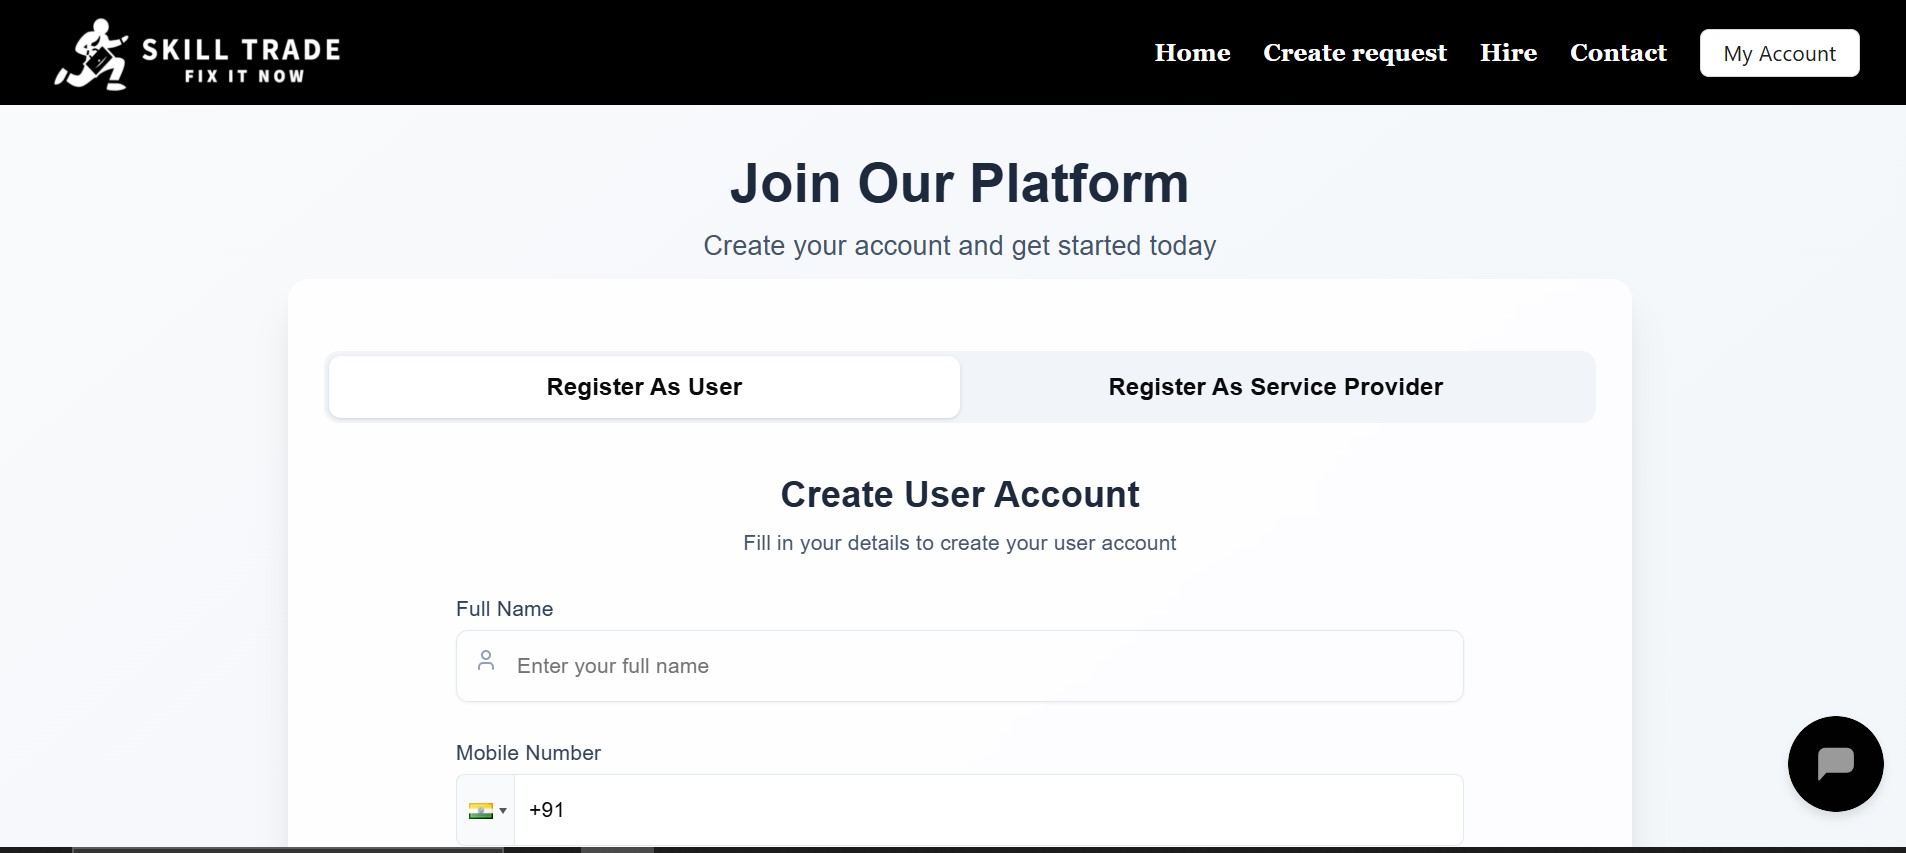 SKILL TRADE
FIX IT NOW
Home Create request Hire Contact My Account
Join Our Platform
Create your account and get started today
Register As User Register As Service Provider
Create User Account
Fill in your details to create your user account
Full Name
Enter your full name
Mobile Number
+91